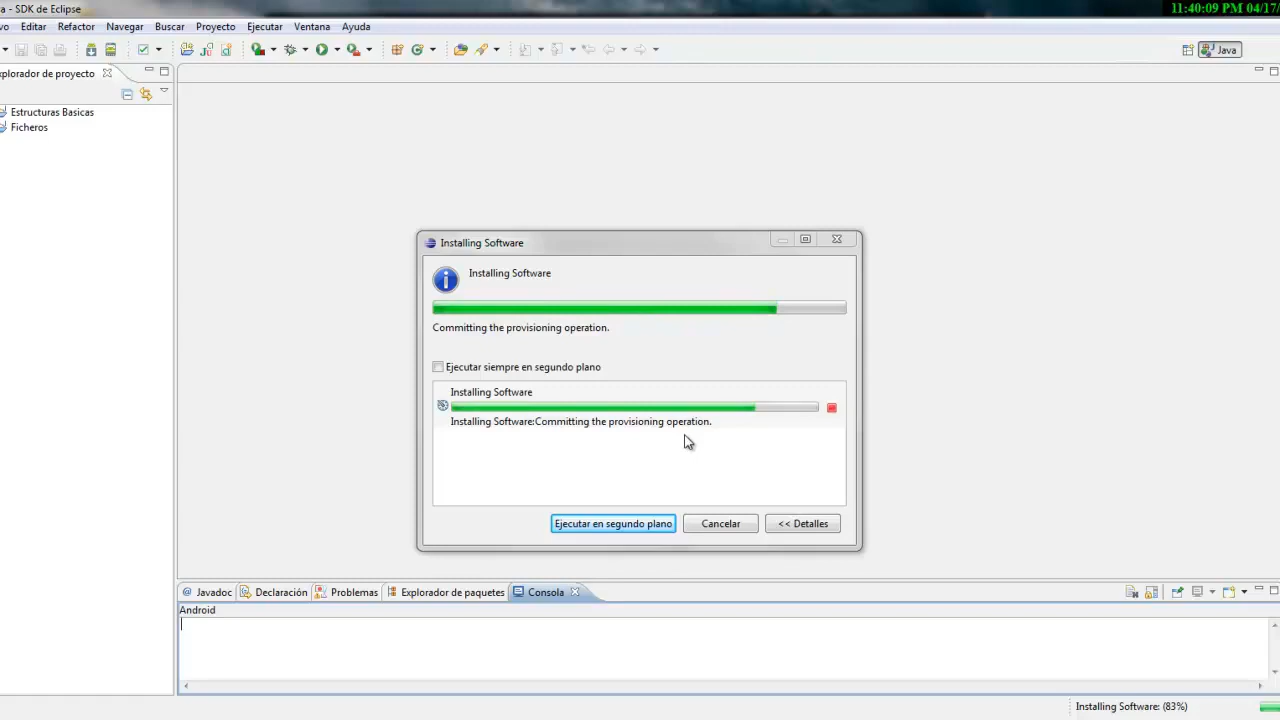 a - SDK de Eclipse
11:40:09 PM 04/17/
vo Editar Refactor Navegar Buscar Proyecto Ejecutar Ventana Ayuda
Java
xplorador de proyecto
Estructuras Basicas
Ficheros
Installing Software
Installing Software
Committing the provisioning operation.
Ejecutar siempre en segundo plano
Installing Software
Installing Software:Committing the provisioning operation.
Ejecutar en segundo plano Cancelar << Detalles
@ Javadoc Declaración Problemas Explorador de paquetes Consola
Android
Installing Software: (83%)